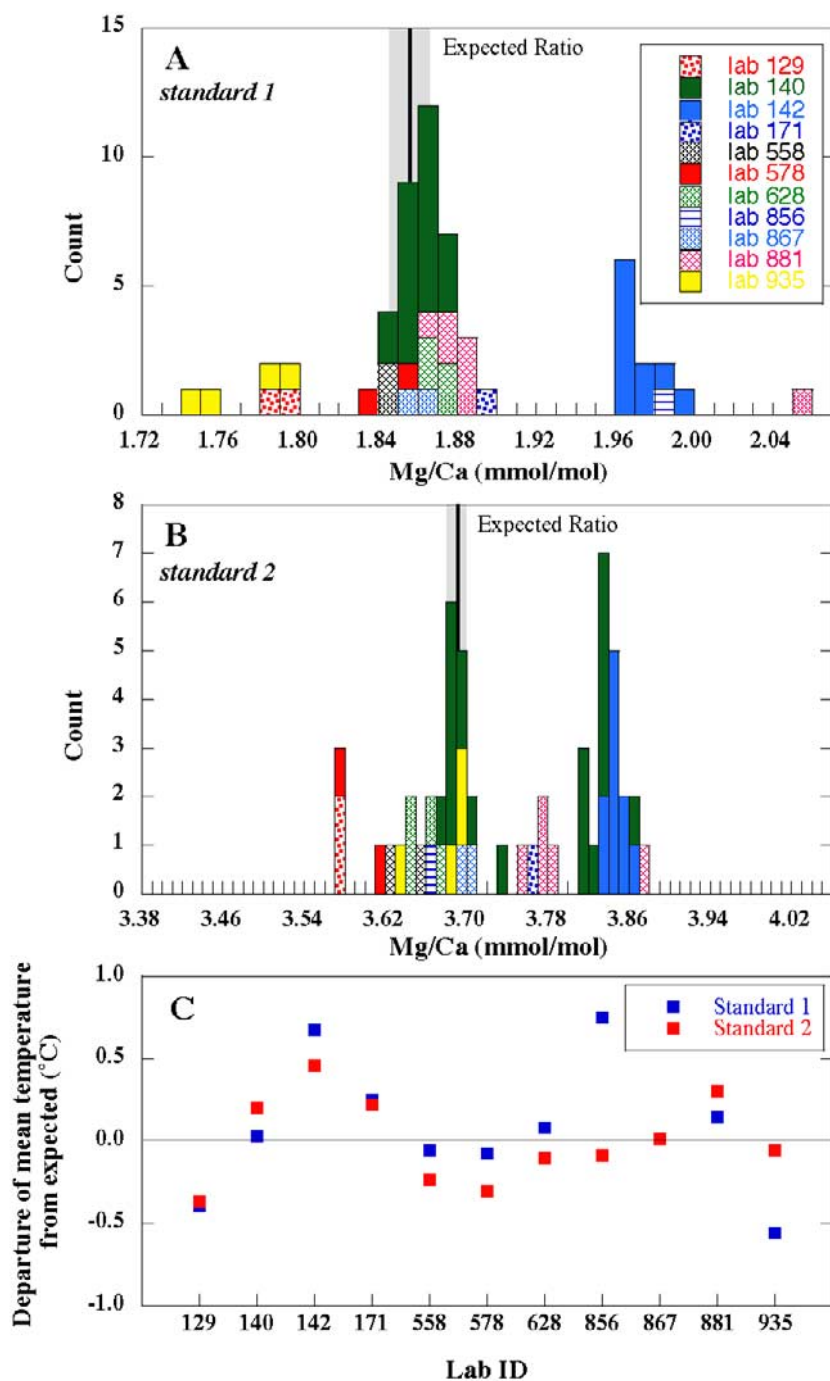 A
standard 1
Expected Ratio
lab 129
lab 140
lab 142
lab 171
lab 558
lab 578
lab 628
lab 856
lab 867
lab 881
lab 935
15
10
5
0
Count
1.72 1.76 1.80 1.84 1.88 1.92 1.96 2.00 2.04
Mg/Ca (mmol/mol)
B
standard 2
Expected Ratio
8
7
6
5
4
3
2
1
0
Count
3.38 3.46 3.54 3.62 3.70 3.78 3.86 3.94 4.02
Mg/Ca (mmol/mol)
C
Standard 1
Standard 2
1.0
0.5
0.0
-0.5
-1.0
Departure of mean temperature
from expected (°C)
129 140 142 171 558 578 628 856 867 881 935
Lab ID